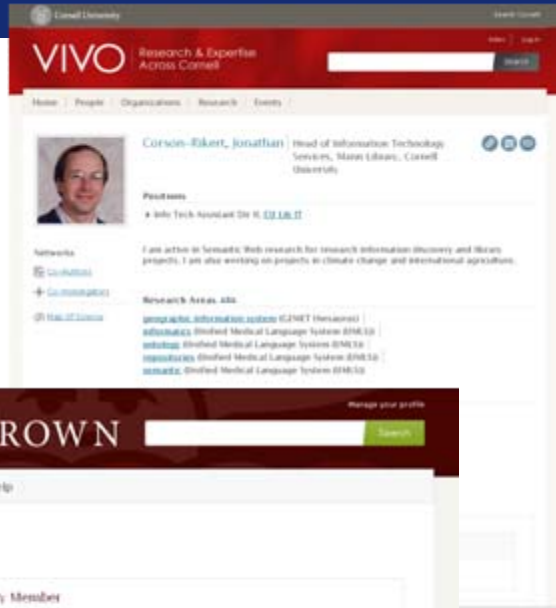 Cornell University
Search Cornell
Index | Log in
VIVO Research & Expertise
Across Cornell
Search
Home People Organizations Research Events
Corson-Rikert, Jonathan | Head of Information Technology
Services, Mann Library, Cornell
University
Positions
Info Tech Assistant Dir II, CU Lib IT
I am active in Semantic Web research for research information discovery and library
projects. I am also working on projects in climate change and international agriculture.
Networks
Co-Authors
Co-Investigators
Map of Science
Research Areas
geographic information system (GEMET thesaurus)
informatics (Unified Medical Language System (UMLS))
ontology (Unified Medical Language System (UMLS))
repositories (Unified Medical Language System (UMLS))
semantic (Unified Medical Language System (UMLS))
Manage your profile
ROWN
Search
elp
y Member